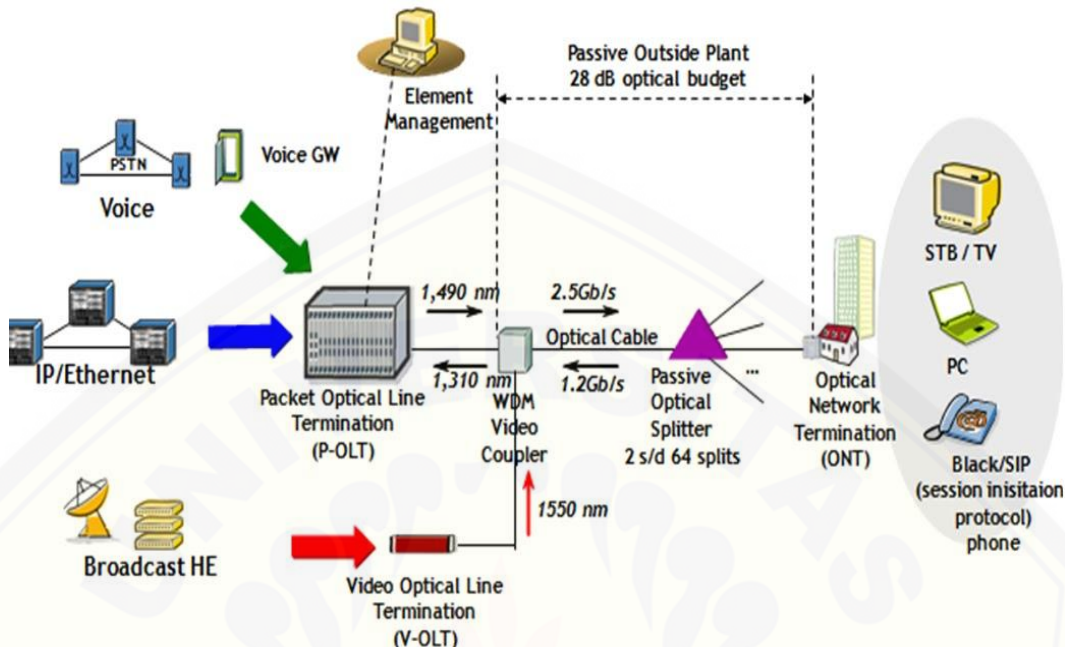 Passive Outside Plant
28 dB optical budget
Element
Management
PSTN
Voice
Voice GW
STB / TV
1,490 nm
2.5Gb/s
Optical Cable
IP/Ethernet
1,310 nm
1.2Gb/s
PC
Packet Optical Line
Termination
(P-OLT)
WDM
Video
Coupler
Passive
Optical
Splitter
2 s/d 64 splits
...
Optical
Network
Termination
(ONT)
Black/SIP
(session inisitaion
protocol)
phone
1550 nm
Broadcast HE
Video Optical Line
Termination
(V-OLT)
UNIVERSITAS